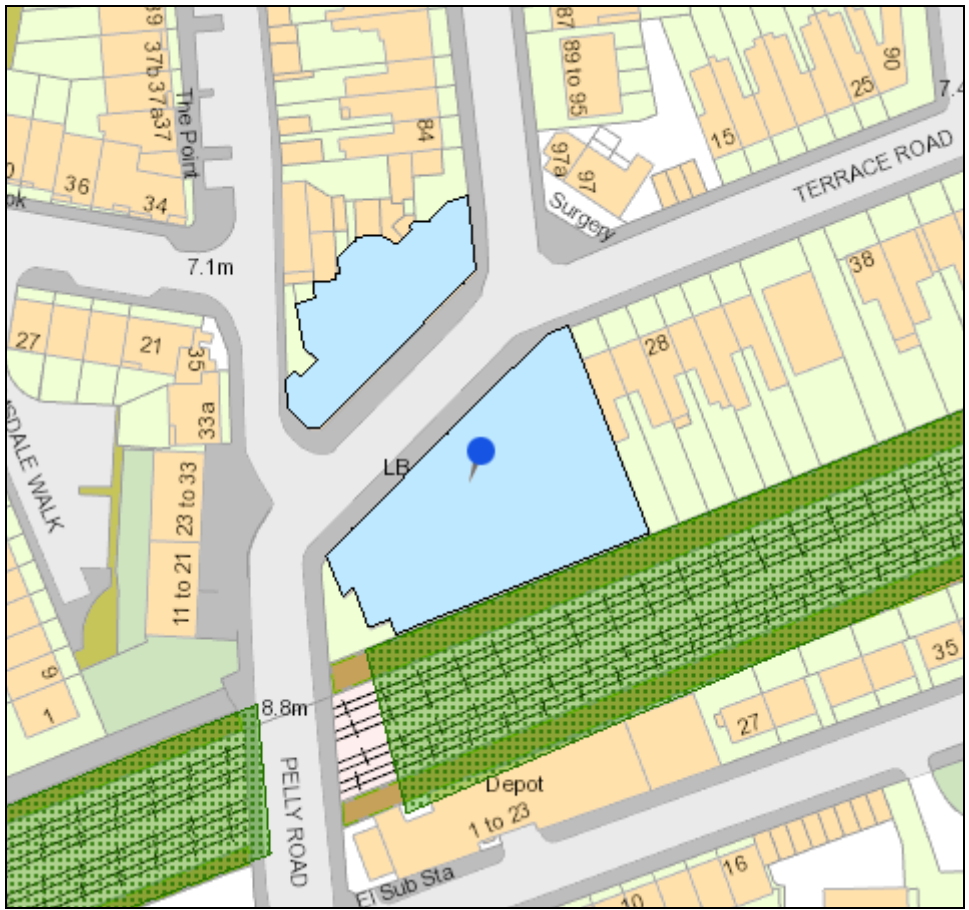 39
37b
37a
37
The Point
36
34
ok
7.1m
84
87
89 to 95
97a
97
Surgery
15
25
90
7.4
TERRACE ROAD
38
28
27
21
35
33a
SDALE WALK
LB
23 to 33
11 to 21
9
1
8.8m
PELLY ROAD
Depot
1 to 23
El Sub Sta
27
35
16
10